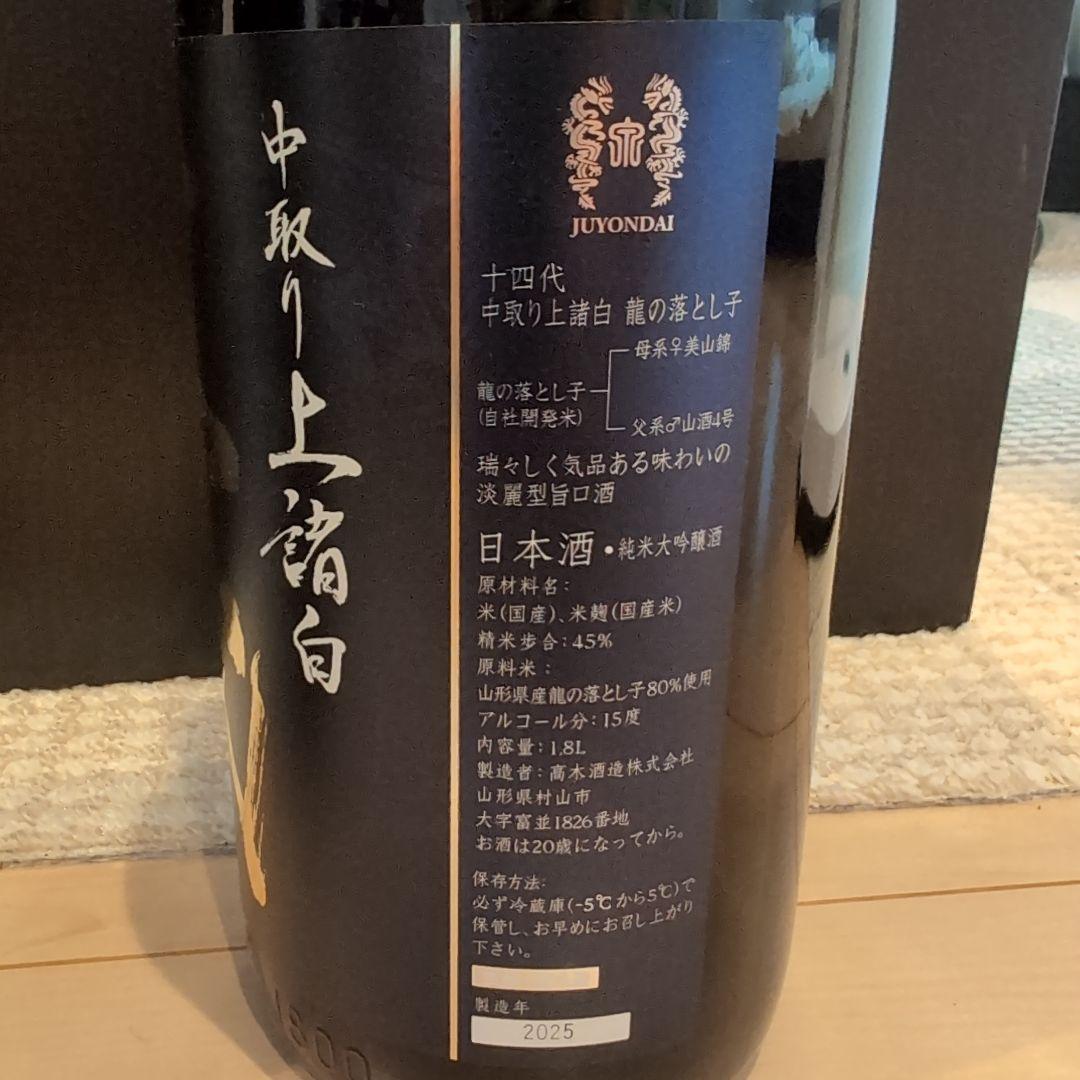 中取り上諸白
JUYONDAI
十四代
中取り上諸白 龍の落とし子
母系♀美山錦
龍の落とし子
(自社開発米)
父系♂山酒4号
瑞々しく気品ある味わいの
淡麗型旨口酒
日本酒・純米大吟醸酒
原材料名:
米(国産)、米麹(国産米)
精米歩合:45%
原料米:
山形県産龍の落とし子80%使用
アルコール分:15度
内容量:1.8L
製造者:高木酒造株式会社
山形県村山市
大字富並1826番地
お酒は20歳になってから。
保存方法:
必ず冷蔵庫(-5℃から5℃)で
保管し、お早めにお召し上がり
下さい。
製造年
2025
1800